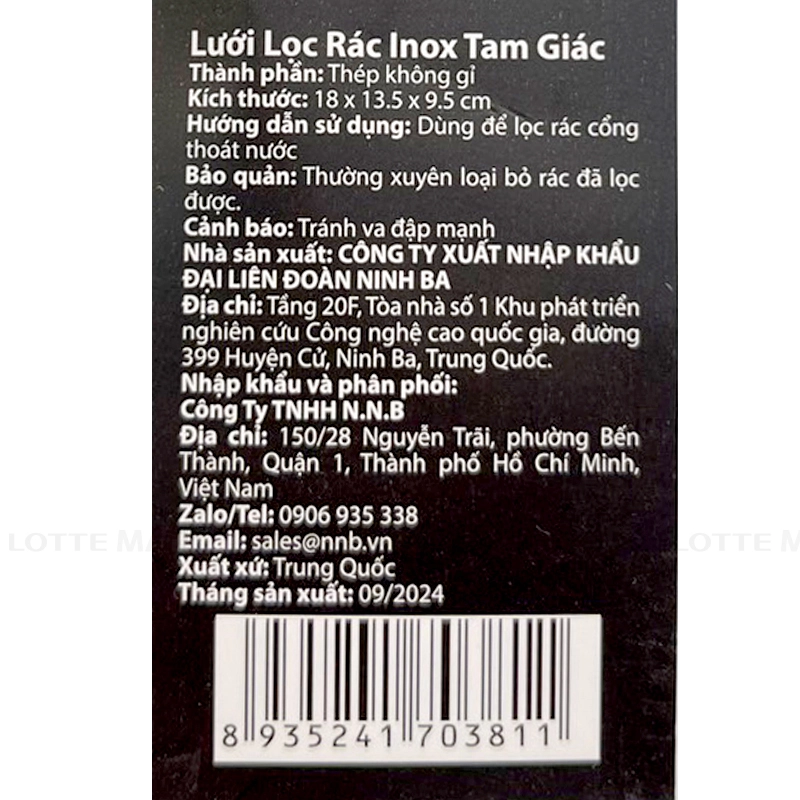 Lưới Lọc Rác Inox Tam Giác
Thành phần: Thép không gỉ
Kích thước: 18 x 13.5 x 9.5 cm
Hướng dẫn sử dụng: Dùng để lọc rác cổng
thoát nước
Bảo quản: Thường xuyên loại bỏ rác đã lọc
được.
Cảnh báo: Tránh va đập mạnh
Nhà sản xuất: CÔNG TY XUẤT NHẬP KHẨU
ĐẠI LIÊN ĐOÀN NINH BA
Địa chỉ: Tầng 20F, Tòa nhà số 1 Khu phát triển
nghiên cứu Công nghệ cao quốc gia, đường
399 Huyện Cử, Ninh Ba, Trung Quốc.
Nhập khẩu và phân phối:
Công Ty TNHH N.N.B
Địa chỉ: 150/28 Nguyễn Trãi, phường Bến
Thành, Quận 1, Thành phố Hồ Chí Minh,
Việt Nam
Zalo/Tel: 0906 935 338
LOTTE MA LOTTE MA
Email: sales@nnb.vn
Xuất xứ: Trung Quốc
Tháng sản xuất: 09/2024
8 935241 703811